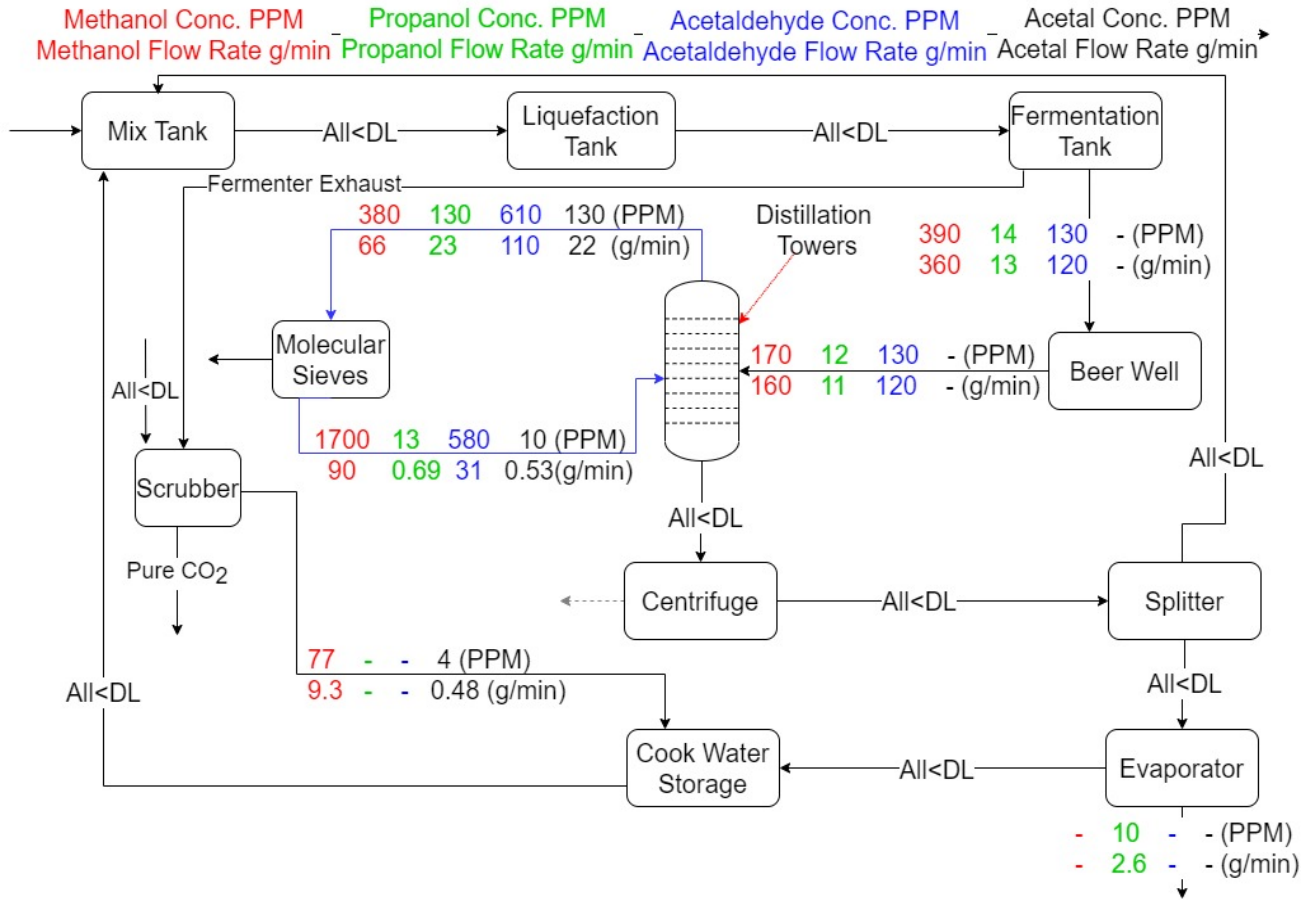 Methanol Conc. PPM - Propanol Conc. PPM - Acetaldehyde Conc. PPM - Acetal Conc. PPM
Methanol Flow Rate g/min Propanol Flow Rate g/min Acetaldehyde Flow Rate g/min Acetal Flow Rate g/min
Mix Tank
All<DL
Liquefaction
Tank
All<DL
Fermentation
Tank
Fermenter Exhaust
380 130 610 130 (PPM)
66 23 110 22 (g/min)
Distillation
Towers
390 14 130 - (PPM)
360 13 120 - (g/min)
Molecular
Sieves
170 12 130 - (PPM)
160 11 120 - (g/min)
Beer Well
All<DL
1700 13 580 10 (PPM)
90 0.69 31 0.53(g/min)
All<DL
Scrubber
All<DL
Pure CO2
Centrifuge
All<DL
Splitter
77 - - 4 (PPM)
9.3 - - 0.48 (g/min)
All<DL
All<DL
Cook Water
Storage
All<DL
Evaporator
- 10 - - (PPM)
- 2.6 - - (g/min)